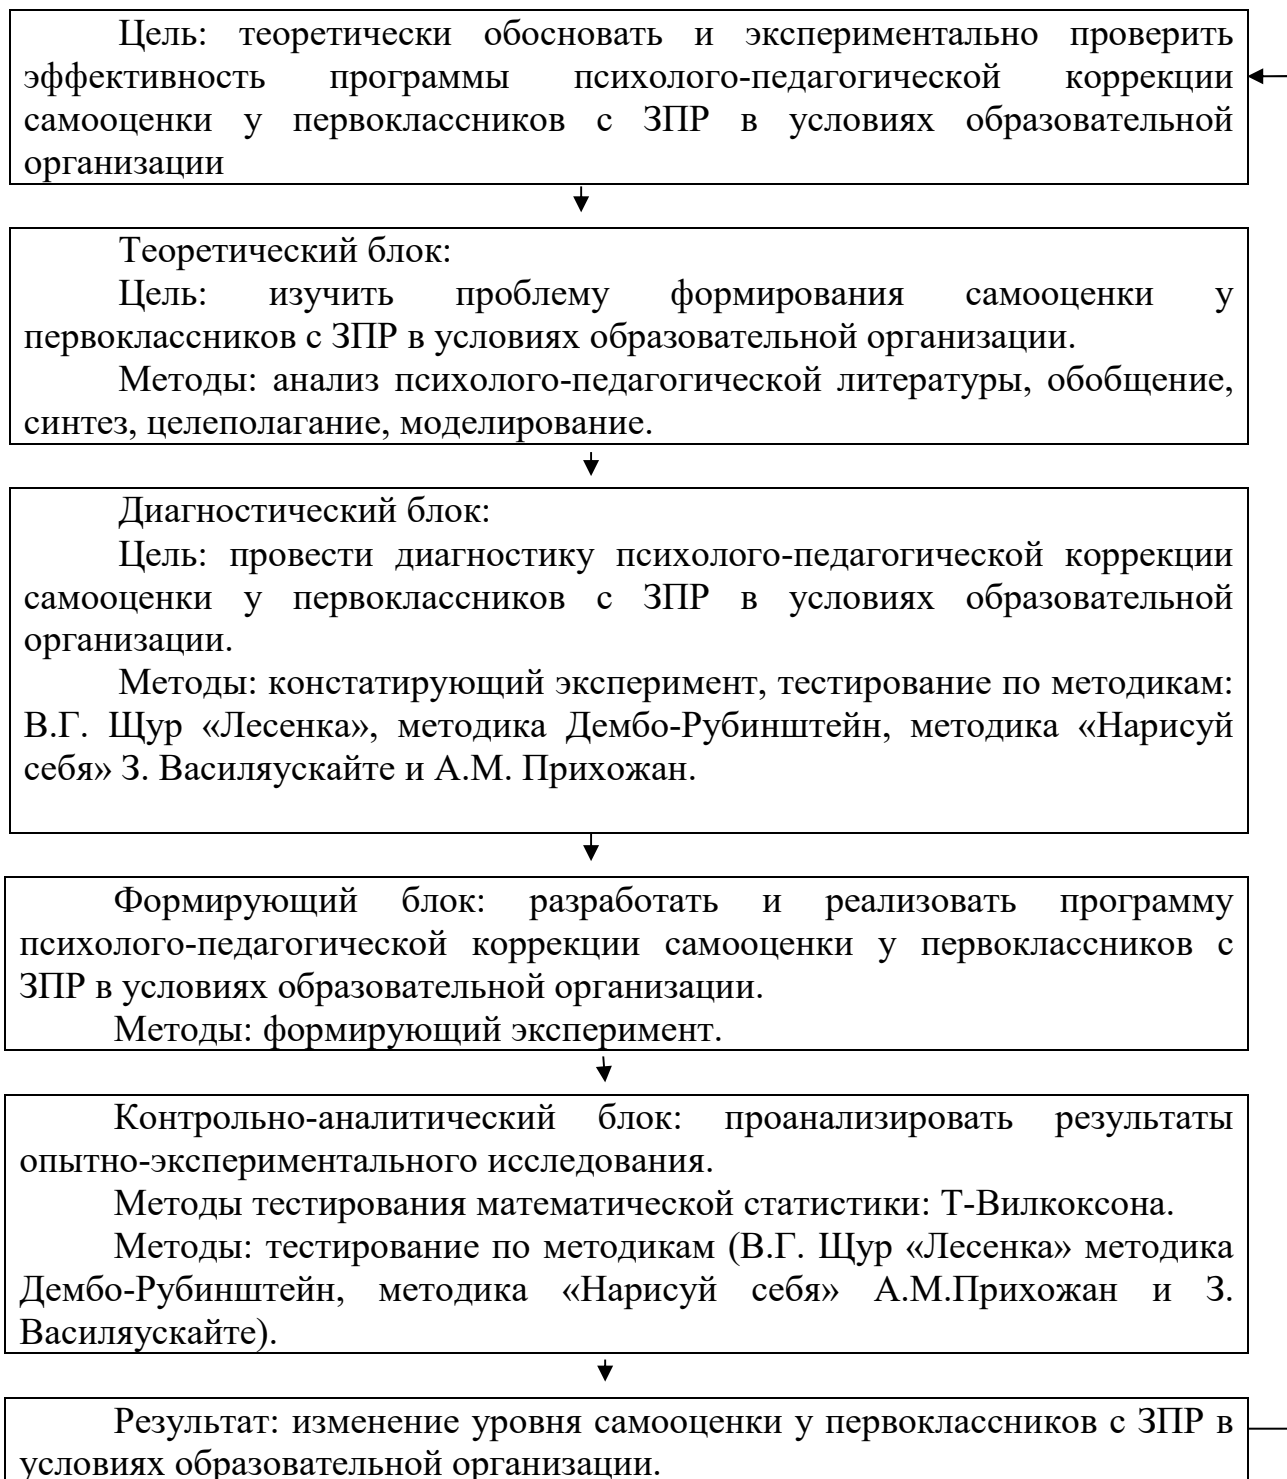 Цель: теоретически обосновать и экспериментально проверить
эффективность программы психолого-педагогической коррекции
самооценки у первоклассников с ЗПР в условиях образовательной
организации
Теоретический блок:
Цель: изучить проблему формирования самооценки у
первоклассников с ЗПР в условиях образовательной организации.
Методы: анализ психолого-педагогической литературы, обобщение,
синтез, целеполагание, моделирование.
Диагностический блок:
Цель: провести диагностику психолого-педагогической коррекции
самооценки у первоклассников с ЗПР в условиях образовательной
организации.
Методы: констатирующий эксперимент, тестирование по методикам:
В.Г. Щур «Лесенка», методика Дембо-Рубинштейн, методика «Нарисуй
себя» З. Василяускайте и А.М. Прихожан.
Формирующий блок: разработать и реализовать программу
психолого-педагогической коррекции самооценки у первоклассников с
ЗПР в условиях образовательной организации.
Методы: формирующий эксперимент.
Контрольно-аналитический блок: проанализировать результаты
опытно-экспериментального исследования.
Методы тестирования математической статистики: Т-Вилкоксона.
Методы: тестирование по методикам (В.Г. Щур «Лесенка» методика
Дембо-Рубинштейн, методика «Нарисуй себя» А.М.Прихожан и З.
Василяускайте).
Результат: изменение уровня самооценки у первоклассников с ЗПР в
условиях образовательной организации.